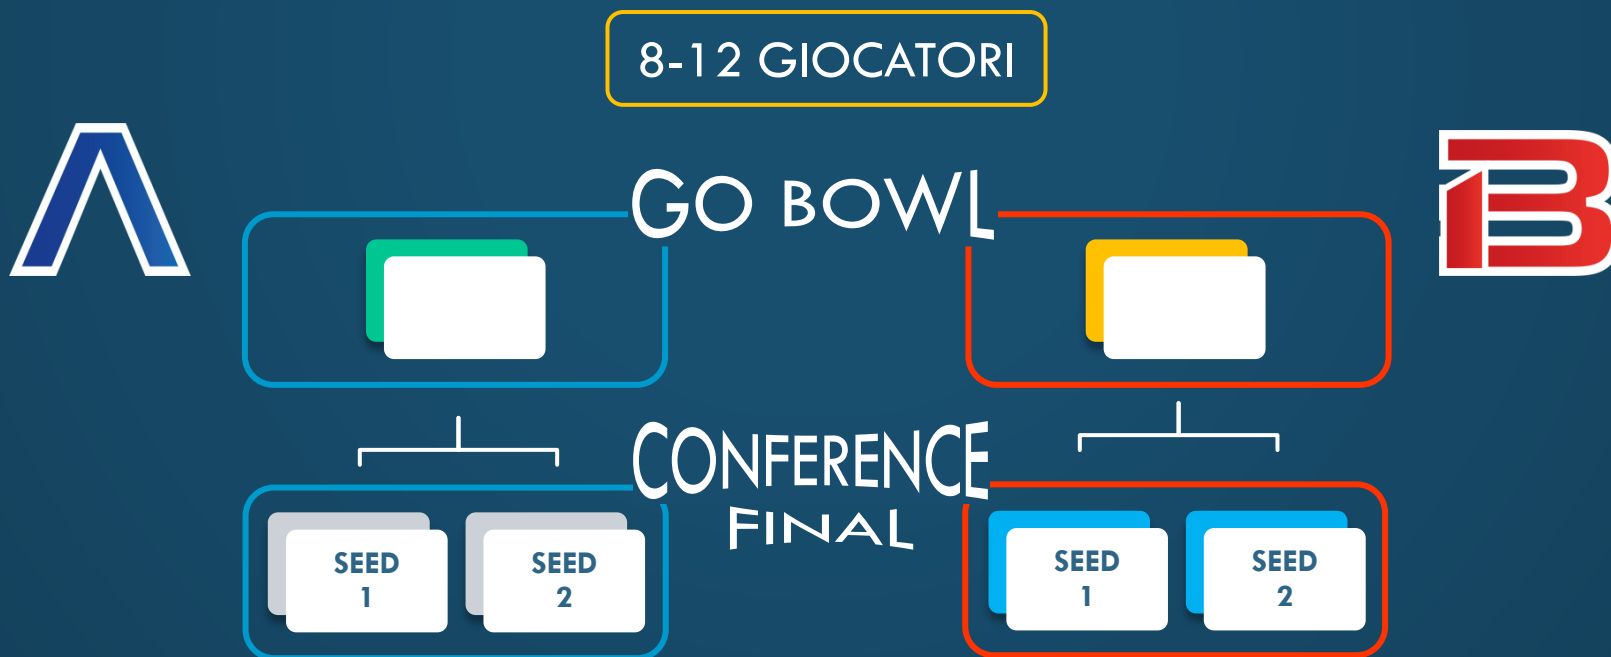 8-12 GIOCATORI
A
B
GO BOWL
CONFERENCE
FINAL
SEED
1
SEED
2
SEED
1
SEED
2